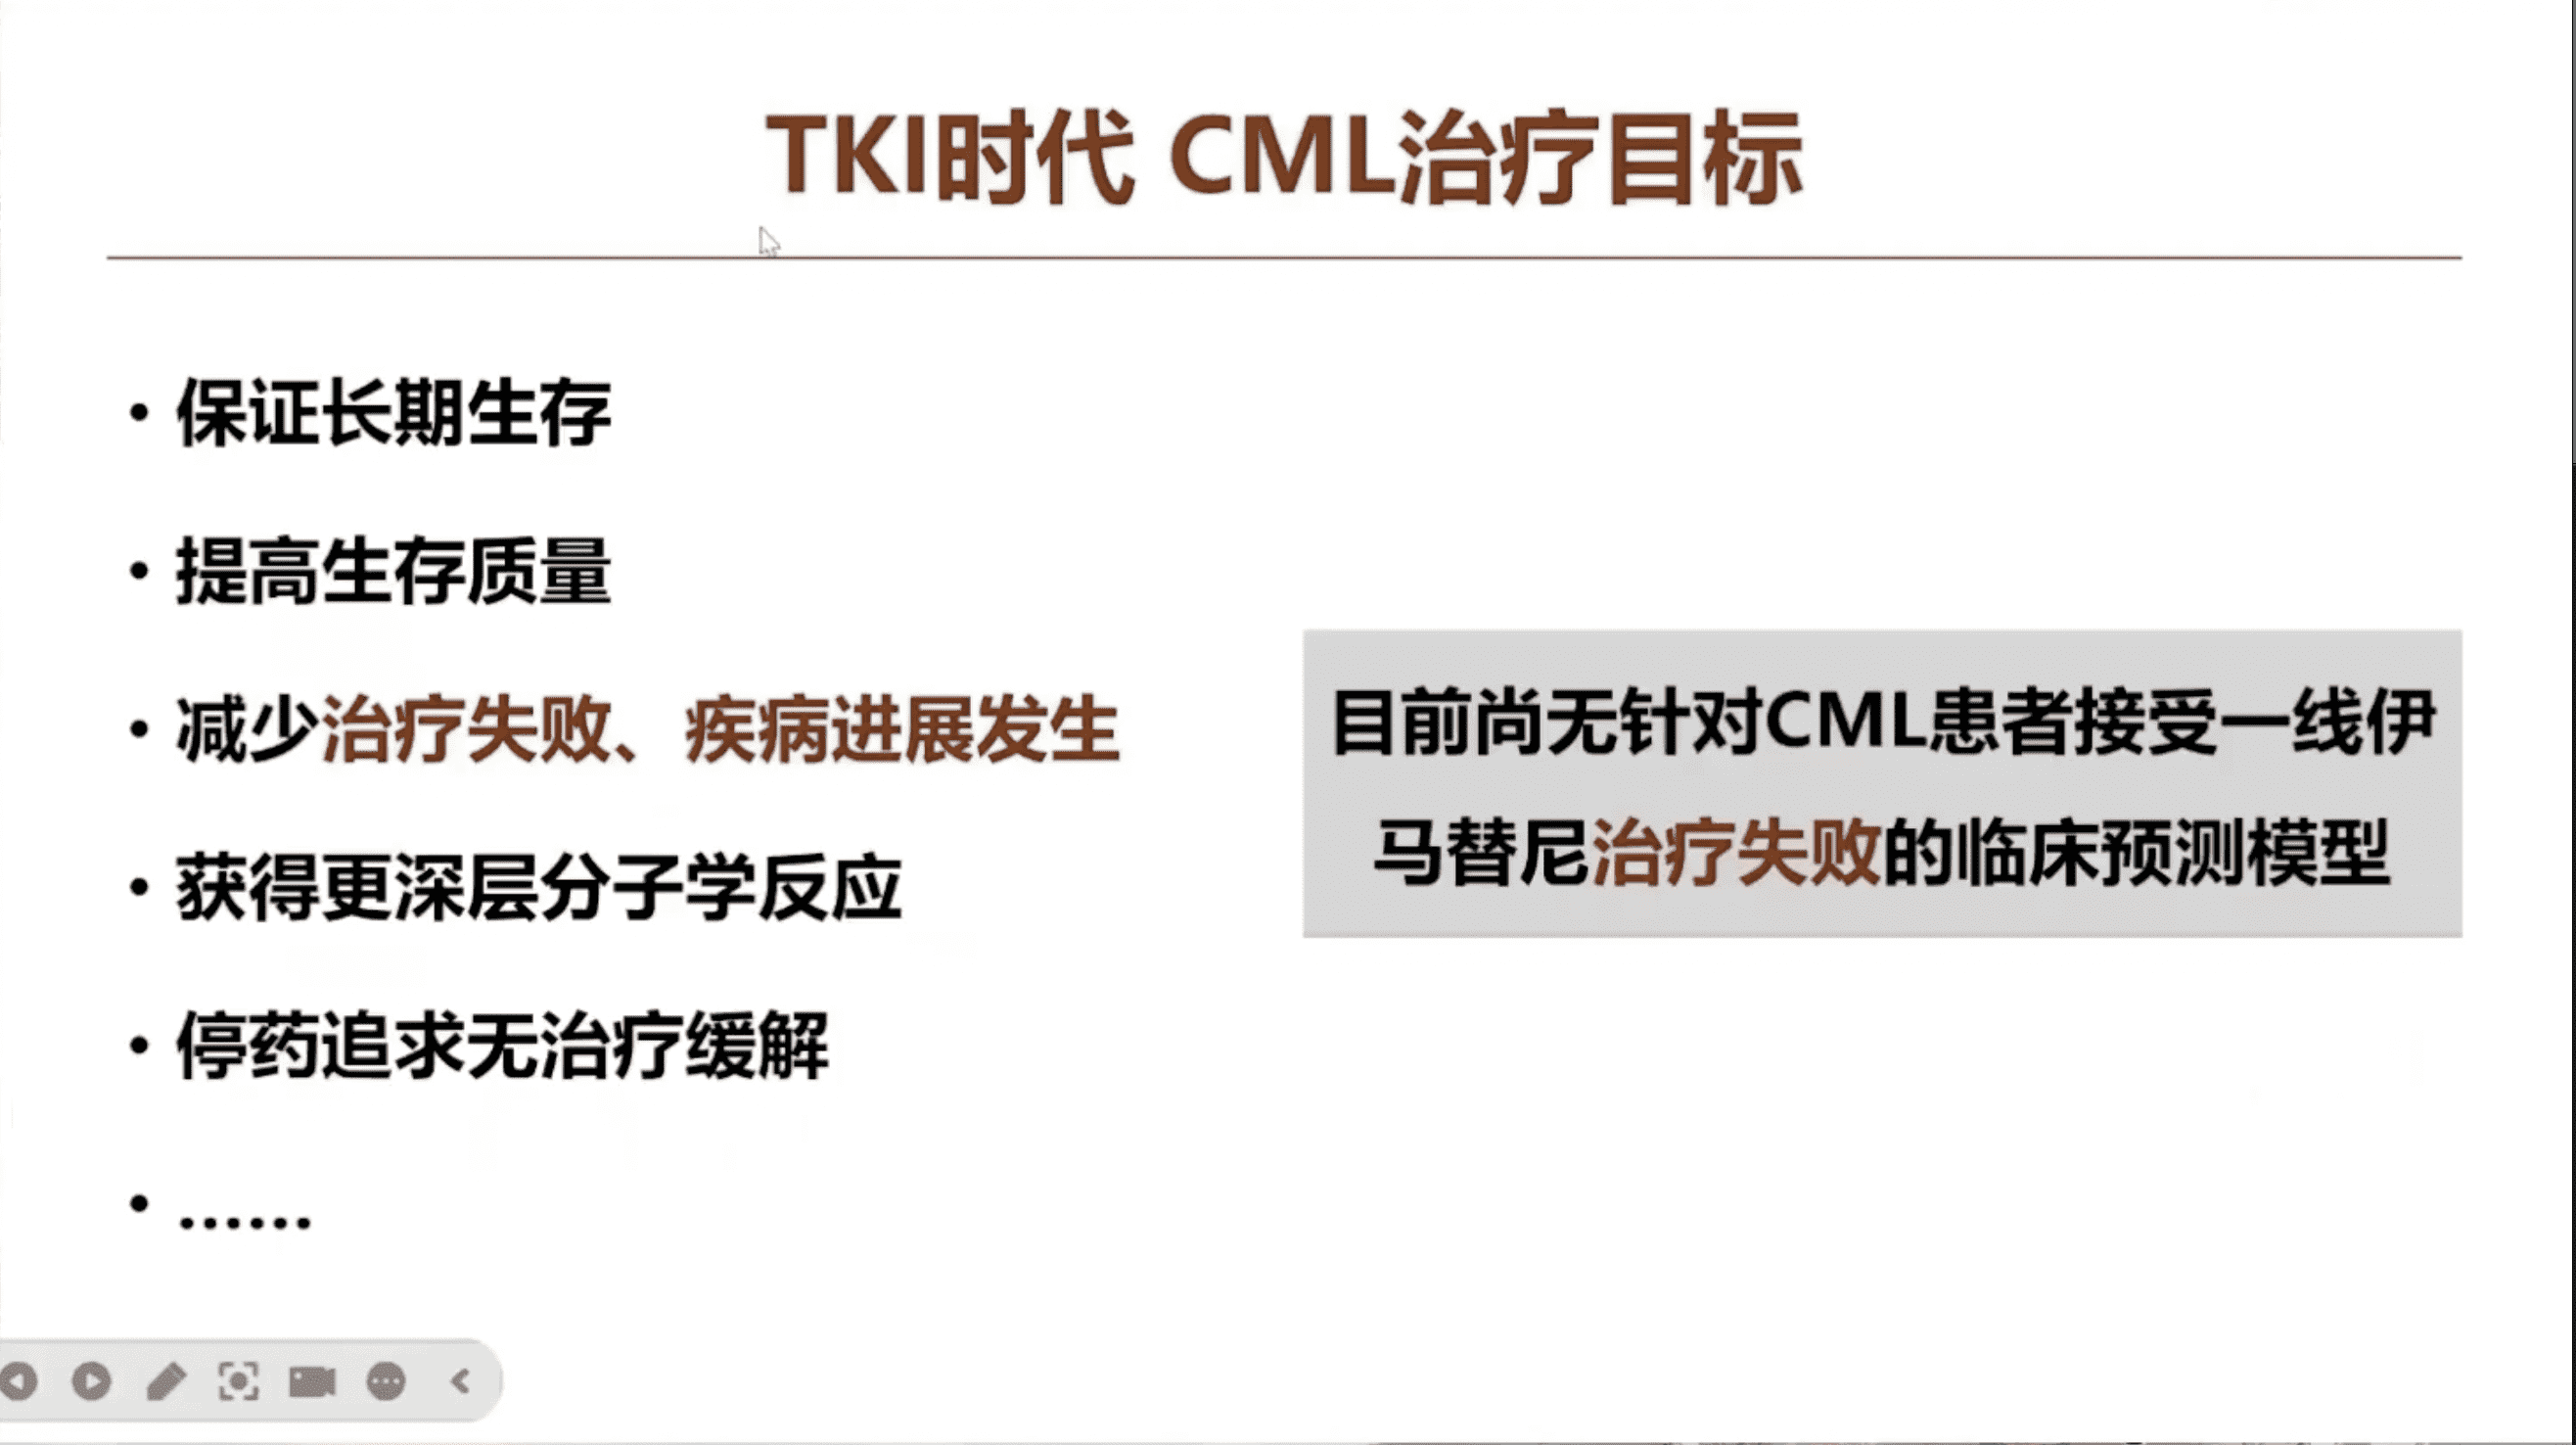 TKI时代 CML治疗目标
• 保证长期生存
• 提高生存质量
• 减少治疗失败、疾病进展发生
• 获得更深层分子学反应
• 停药追求无治疗缓解
• ......
目前尚无针对CML患者接受一线伊
马替尼治疗失败的临床预测模型